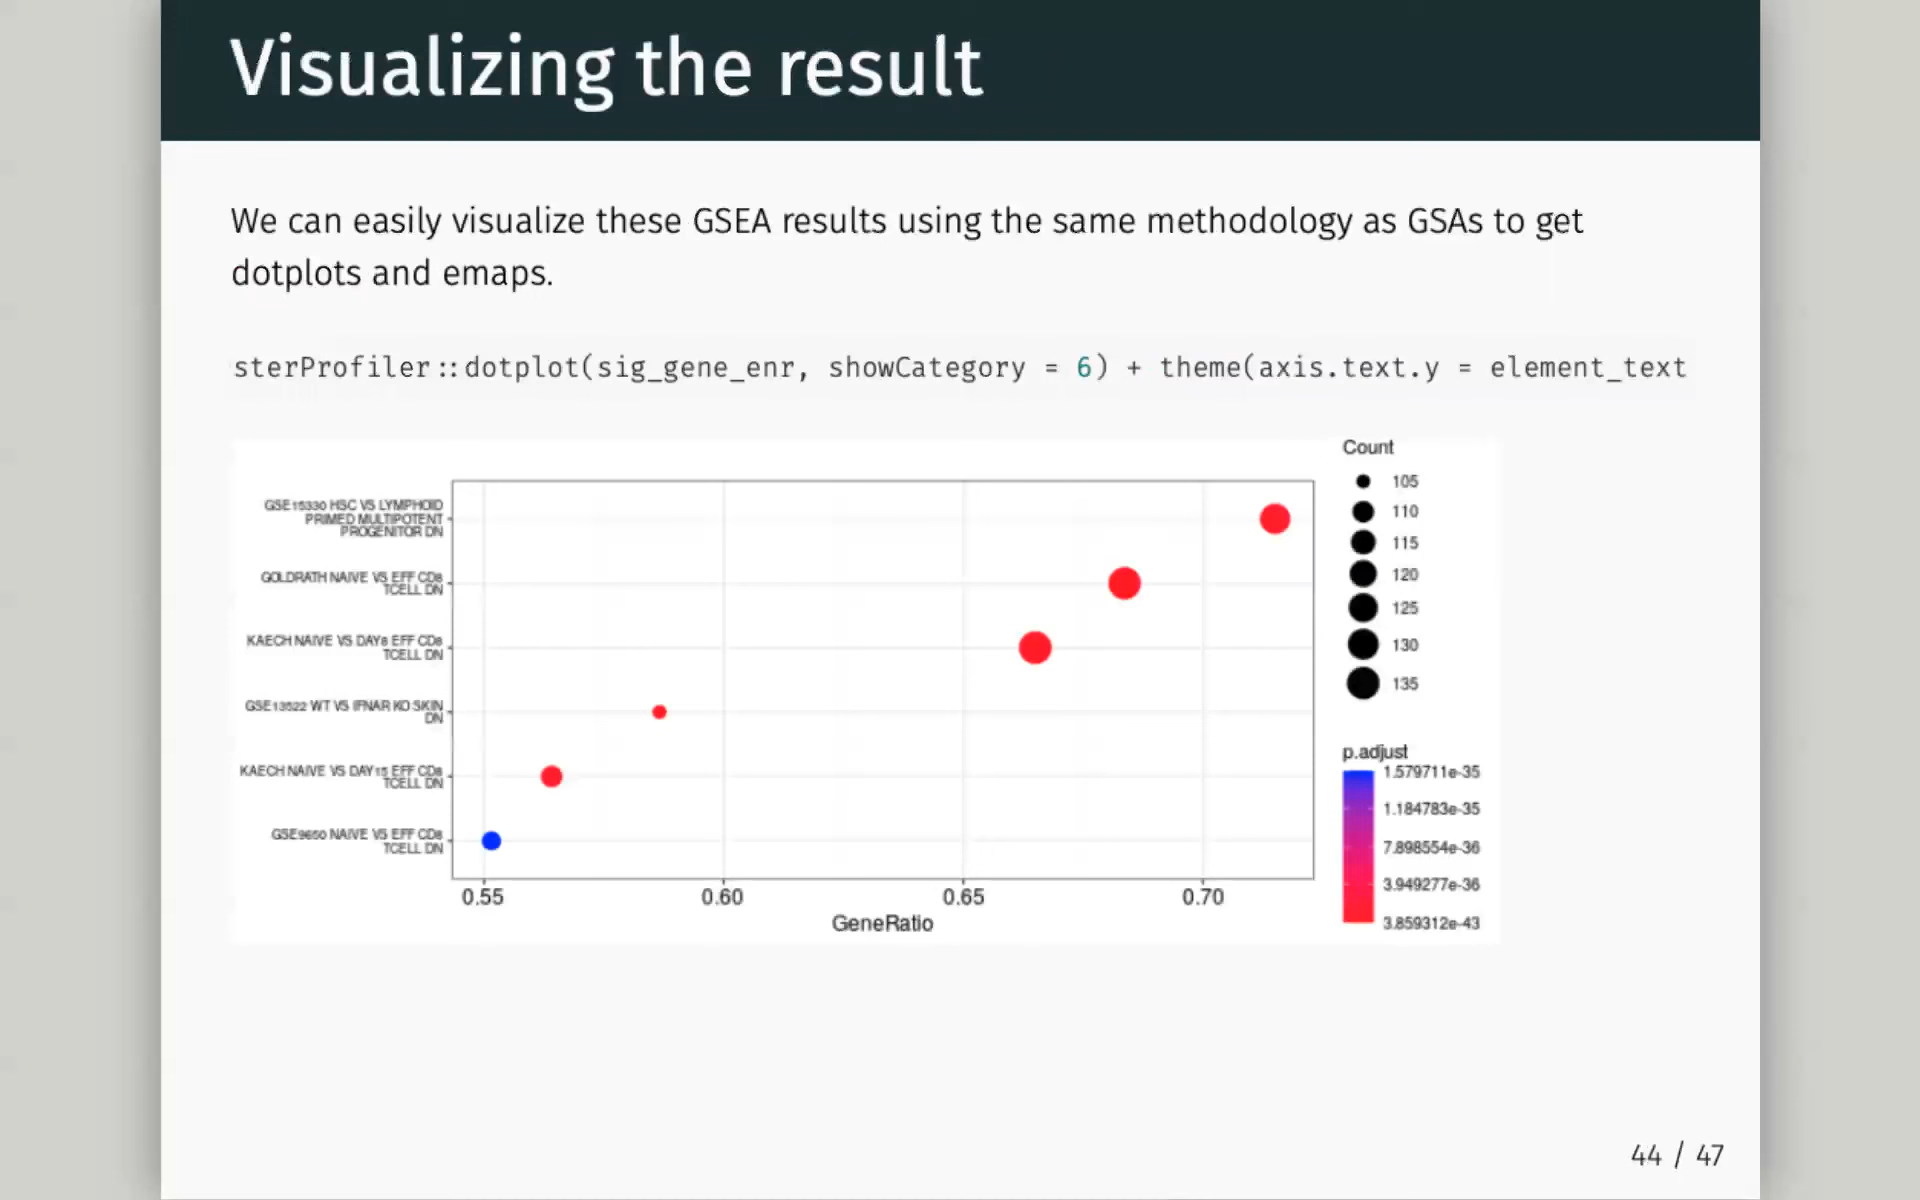 Visualizing the result
We can easily visualize these GSEA results using the same methodology as GSAs to get
dotplots and emaps.
sterProfiler::dotplot(sig_gene_enr, showCategory = 6) + theme(axis.text.y = element_text
GSE15330 HSC VS LYMPHOID
PRIMED MULTIPOTENT
PROGENITOR DN
GOLDRATH NAIVE VS EFF CD8
TCELL DN
KAECH NAIVE VS DAY8 EFF CD8
TCELL DN
GSE13522 WT VS IFNAR KO SKIN
DN
KAECH NAIVE VS DAY15 EFF CD8
TCELL DN
GSE9650 NAIVE VS EFF CD8
TCELL DN
0.55 0.60 0.65 0.70
GeneRatio
Count
105
110
115
120
125
130
135
p.adjust
1.579711e-35
1.184783e-35
7.898554e-36
3.949277e-36
3.859312e-43
44 / 47